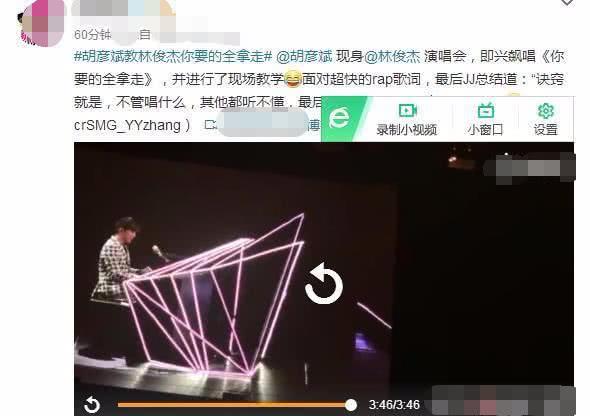 60分钟 自
#胡彦斌教林俊杰你要的全拿走# @胡彦斌 现身@林俊杰 演唱会，即兴飙唱《你
要的全拿走》，并进行了现场教学😂面对超快的rap歌词，最后JJ总结道：“诀窍
就是，不管唱什么，其他都听不懂，最后
crSMG_YYzhang）
博
录制小视频 小窗口 设置
3:46/3:46